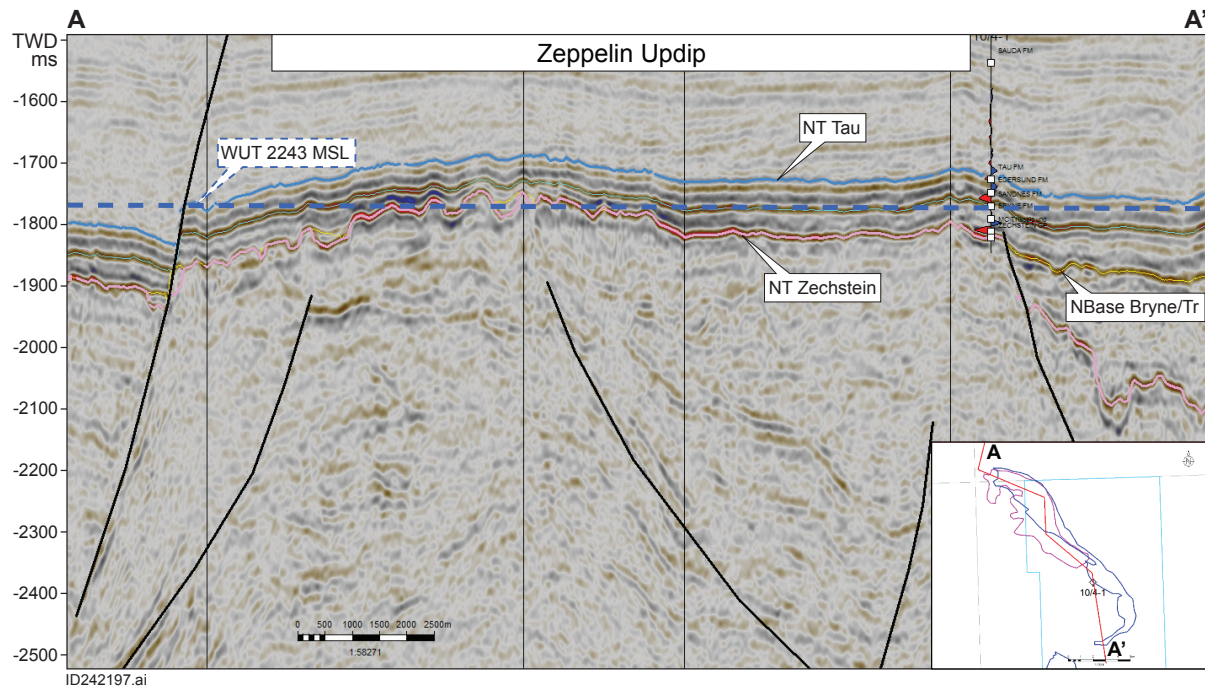 A
A'
TWD
ms
Zeppelin Updip
10/4-1
SAUDA FM
-1600
-1700
-1800
-1900
-2000
-2100
-2200
-2300
-2400
-2500
WUT 2243 MSL
NT Tau
TAU FM
EGERSUND FM
SANDNES FM
BRYNE FM
ZECHSTEIN GP
NT Zechstein
NBase Bryne/Tr
0 500 1000 1500 2000 2500m
1:58271
A
N
10/4-1
A'
ID242197.ai